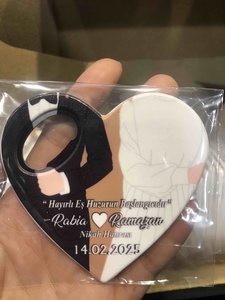 " Hayırlı Eş Huzurun Başlangıcıdır "
Rabia ♥ Ramazan
Nikah Hatırası
14.02.2025